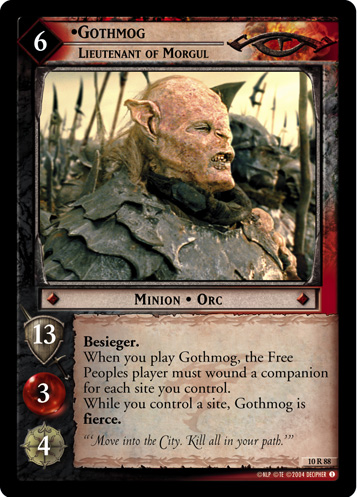 6
•Gothmog
Lieutenant of Morgul
Minion • Orc
13
3
4
Besieger.
When you play Gothmog, the Free
Peoples player must wound a companion
for each site you control.
While you control a site, Gothmog is
fierce.
“‘Move into the City. Kill all in your path.’”
10 R 88
©NLP ©TE ©2004 DECIPHER